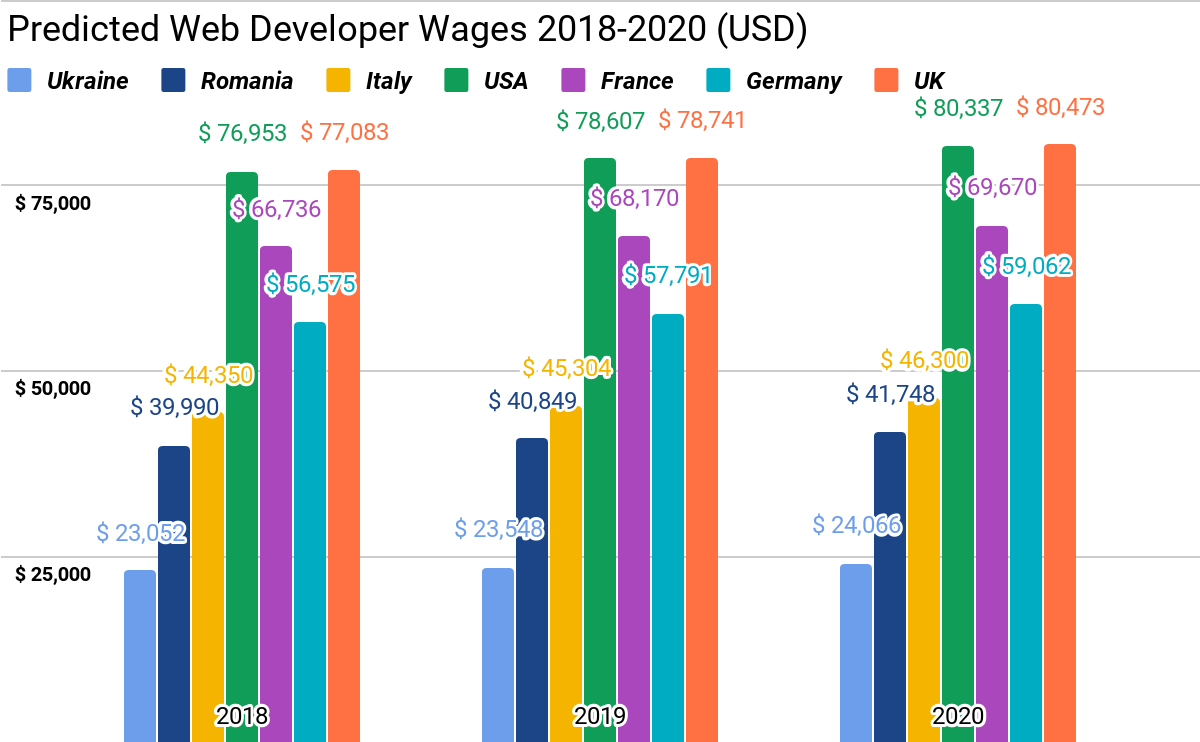 Predicted Web Developer Wages 2018-2020 (USD)
Ukraine Romania Italy USA France Germany UK
$ 76,953 $ 77,083 $ 78,607 $ 78,741 $ 80,337 $ 80,473
$ 75,000
$ 66,736 $ 68,170 $ 69,670
$ 56,575 $ 57,791 $ 59,062
$ 44,350 $ 45,304 $ 46,300
$ 50,000
$ 39,990 $ 40,849 $ 41,748
$ 23,052 $ 23,548 $ 24,066
$ 25,000
2018 2019 2020